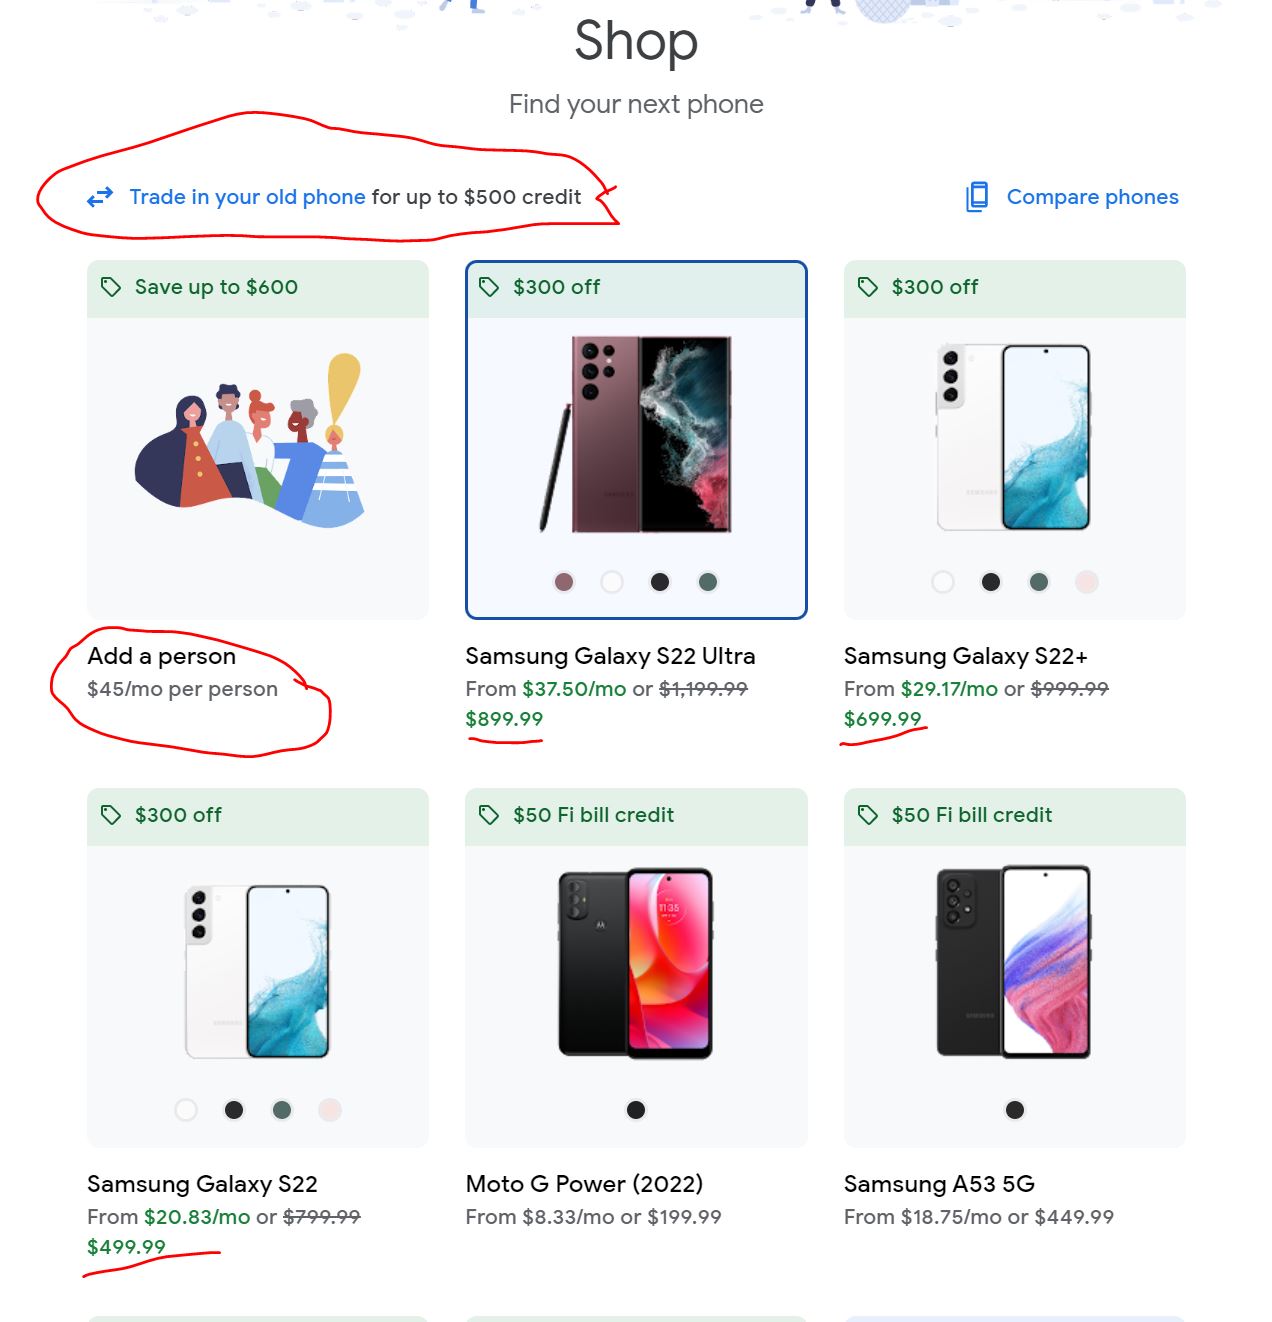 Shop
Find your next phone
Trade in your old phone for up to $500 credit
Compare phones
Save up to $600
$300 off
$300 off
Add a person
$45/mo per person
Samsung Galaxy S22 Ultra
From $37.50/mo or $1,199.99
$899.99
Samsung Galaxy S22+
From $29.17/mo or $999.99
$699.99
$300 off
$50 Fi bill credit
$50 Fi bill credit
11:35
SAMSUNG
Samsung Galaxy S22
From $20.83/mo or $799.99
$499.99
Moto G Power (2022)
From $8.33/mo or $199.99
Samsung A53 5G
From $18.75/mo or $449.99